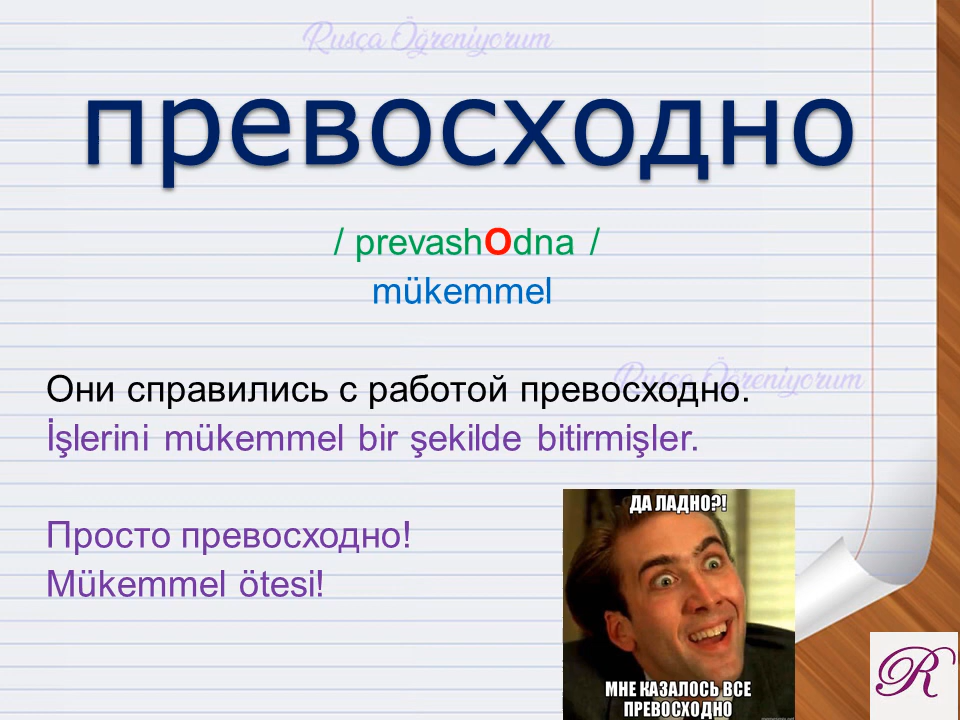 Rusça Öğreniyorum
превосходно
/ prevashOdna /
mükemmel
Rusça Öğreniyorum
Они справились с работой превосходно.
İşlerini mükemmel bir şekilde bitirmişler.
Просто превосходно!
Mükemmel ötesi!
ДА ЛАДНО?!
МНЕ КАЗАЛОСЬ ВСЕ
ПРЕВОСХОДНО
R